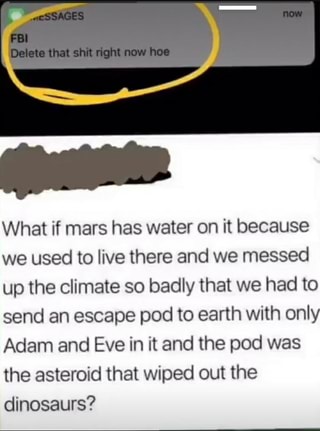 MESSAGES now
FBI
Delete that shit right now hoe
What if mars has water on it because
we used to live there and we messed
up the climate so badly that we had to
send an escape pod to earth with only
Adam and Eve in it and the pod was
the asteroid that wiped out the
dinosaurs?